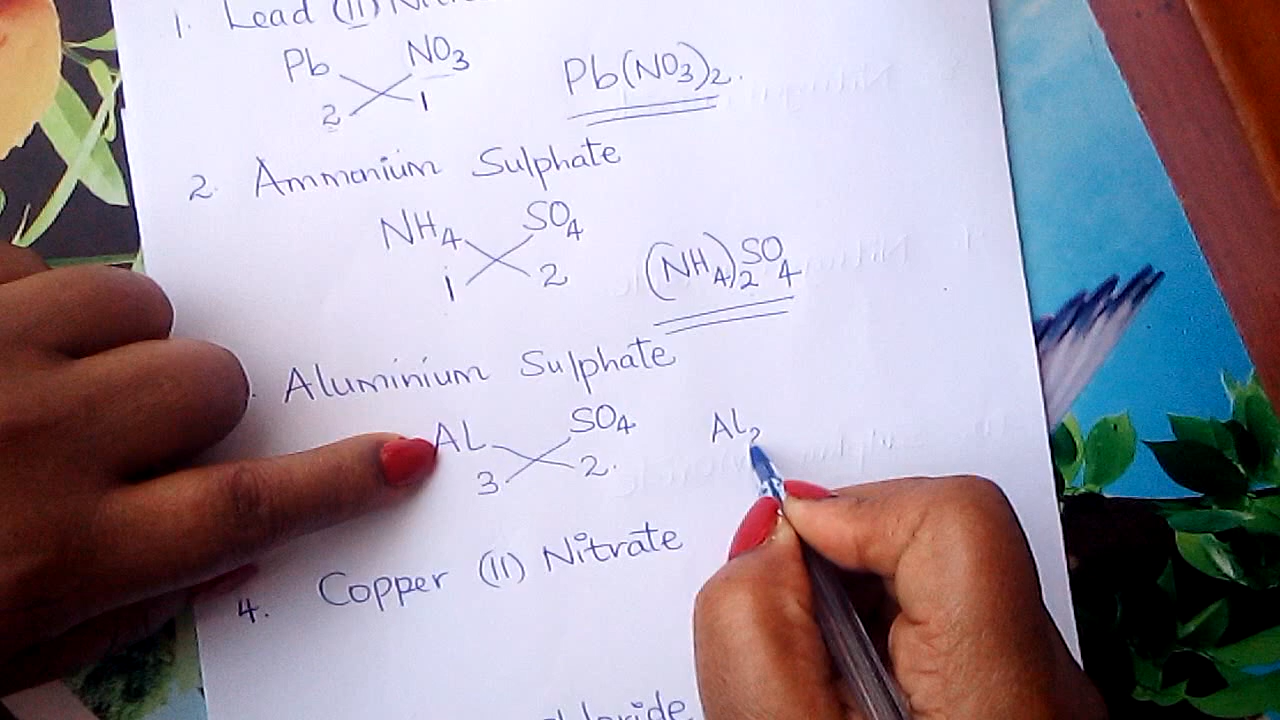 1. Lead (II)
Pb NO3
2 1
Pb(NO3)2.
2. Ammonium Sulphate
NH4 SO4
1 2
(NH4)2SO4
Aluminium Sulphate
AL SO4
3 2.
AL2
4. Copper (II) Nitrate